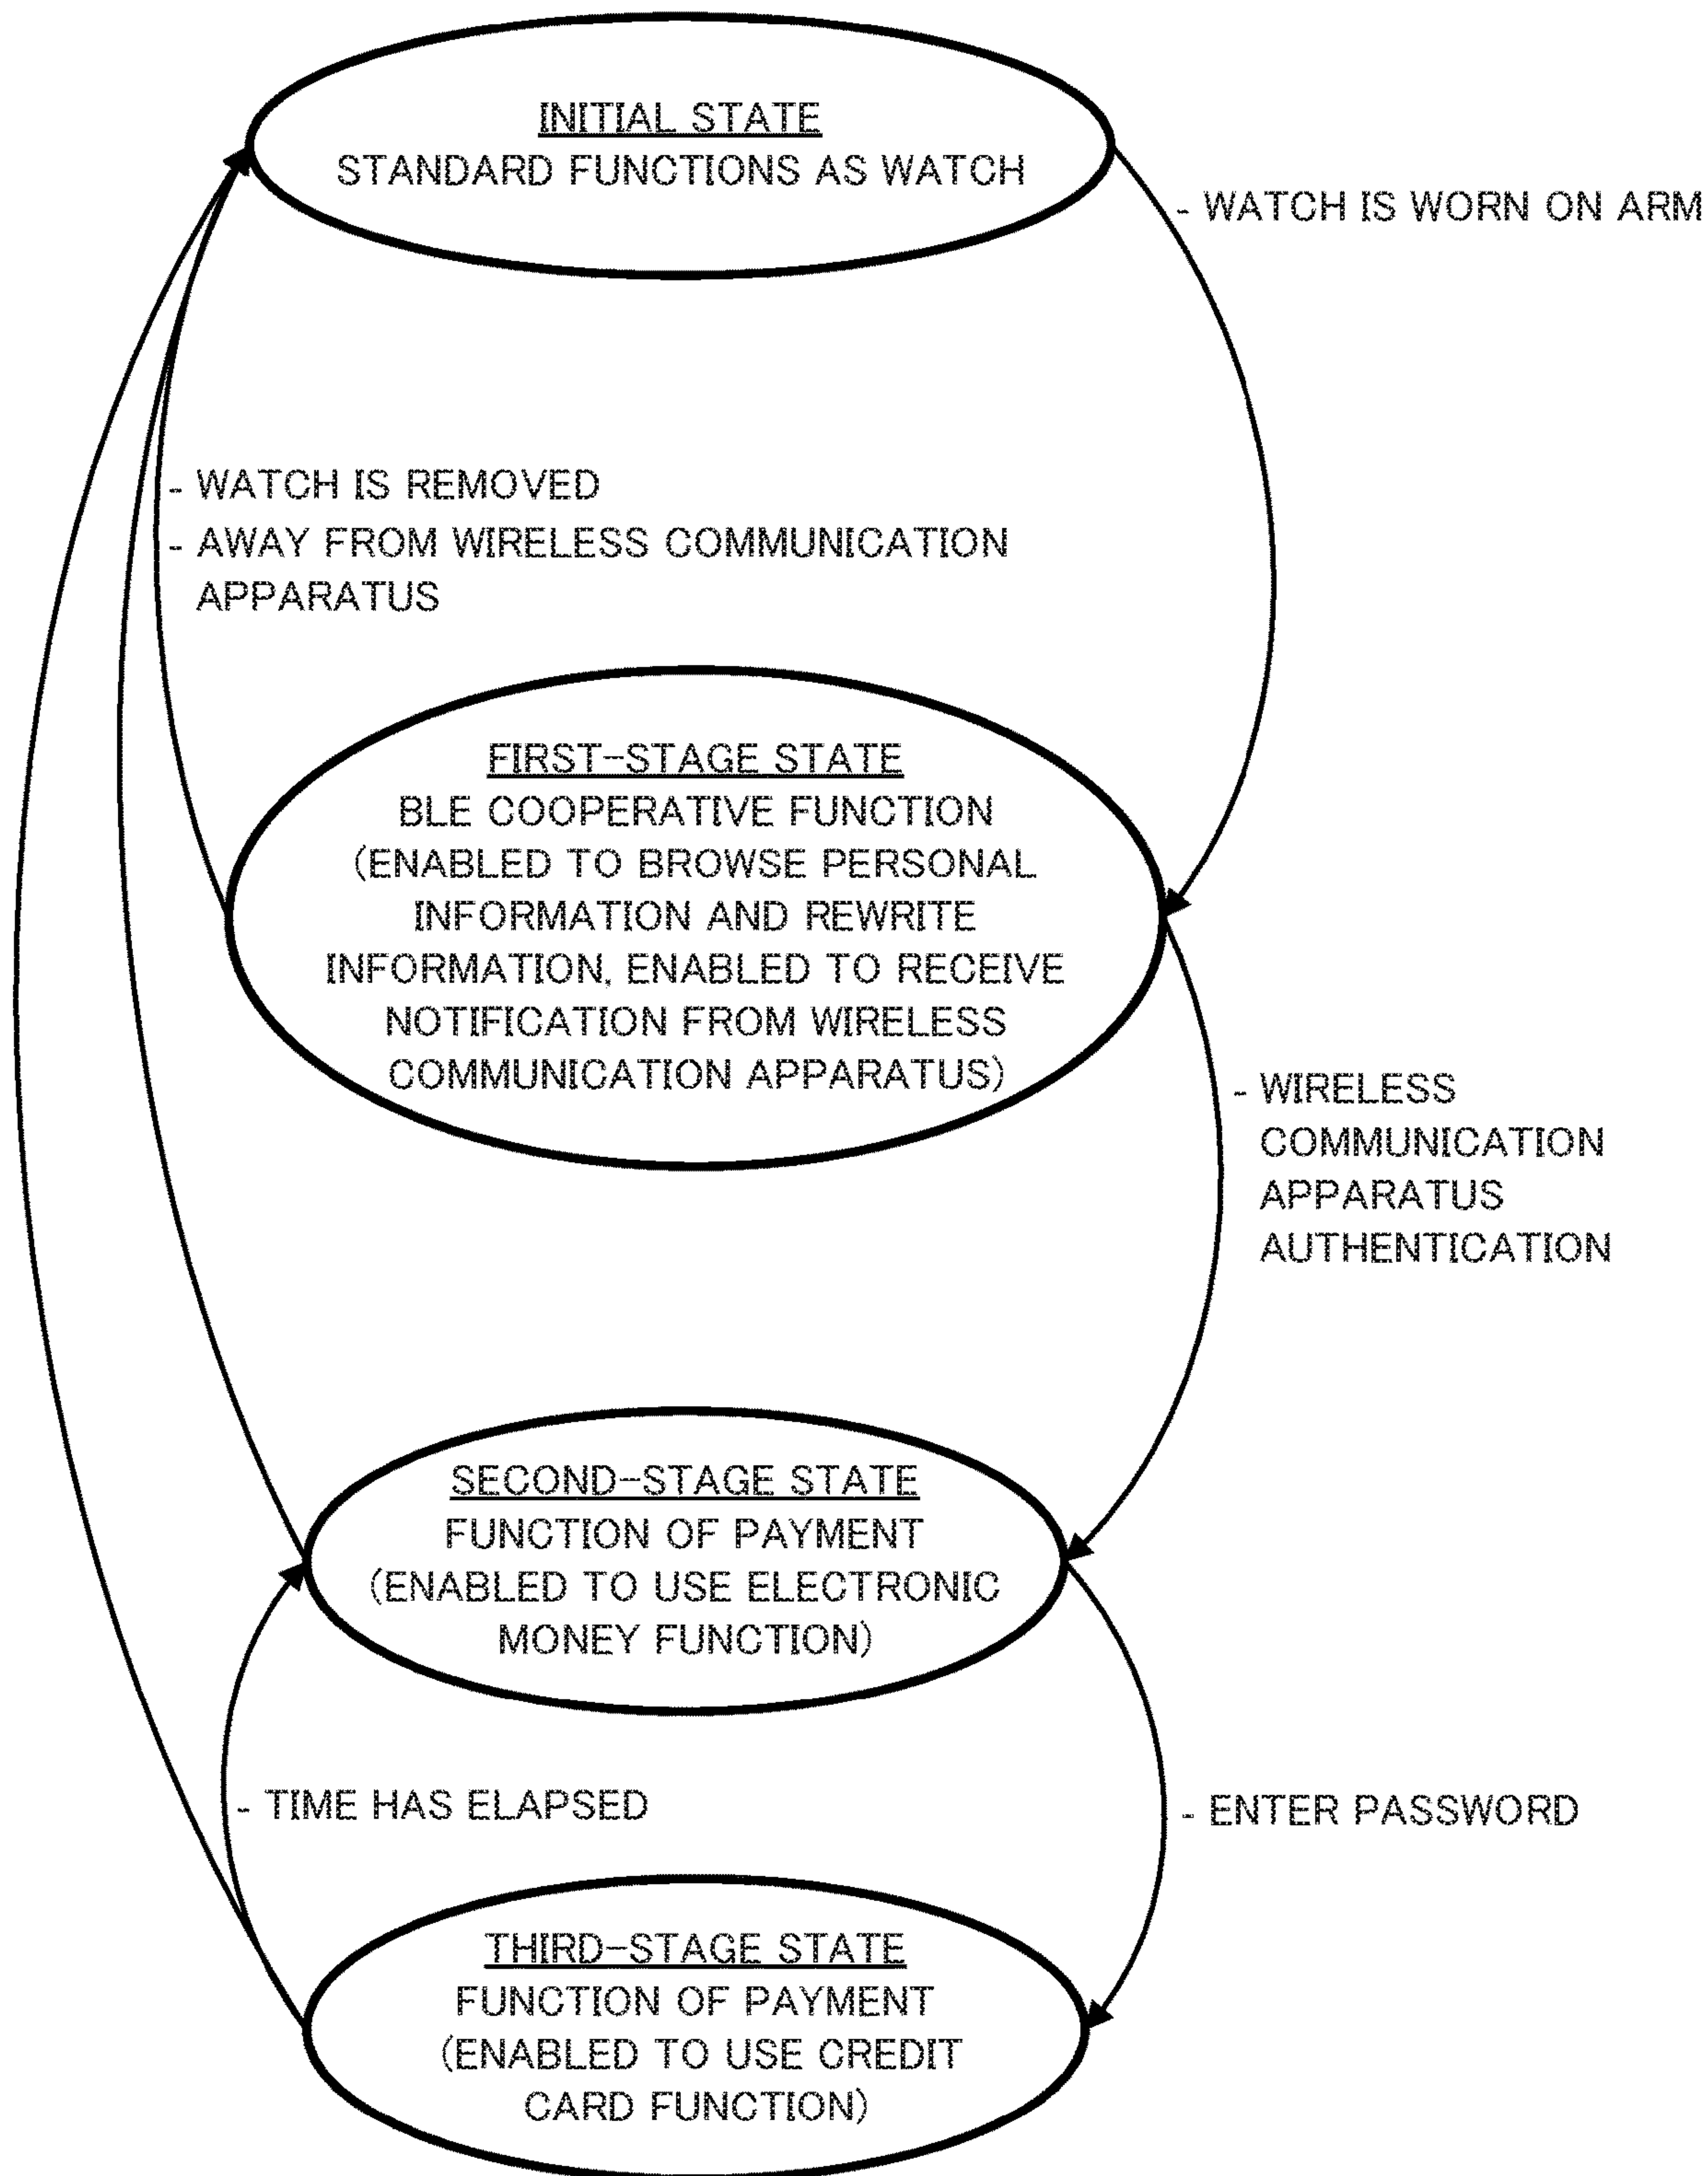 INITIAL STATE
STANDARD FUNCTIONS AS WATCH
- WATCH IS WORN ON ARM
- WATCH IS REMOVED
- AWAY FROM WIRELESS COMMUNICATION
APPARATUS
FIRST-STAGE STATE
BLE COOPERATIVE FUNCTION
(ENABLED TO BROWSE PERSONAL
INFORMATION AND REWRITE
INFORMATION, ENABLED TO RECEIVE
NOTIFICATION FROM WIRELESS
COMMUNICATION APPARATUS)
- WIRELESS
COMMUNICATION
APPARATUS
AUTHENTICATION
SECOND-STAGE STATE
FUNCTION OF PAYMENT
(ENABLED TO USE ELECTRONIC
MONEY FUNCTION)
- TIME HAS ELAPSED
- ENTER PASSWORD
THIRD-STAGE STATE
FUNCTION OF PAYMENT
(ENABLED TO USE CREDIT
CARD FUNCTION)